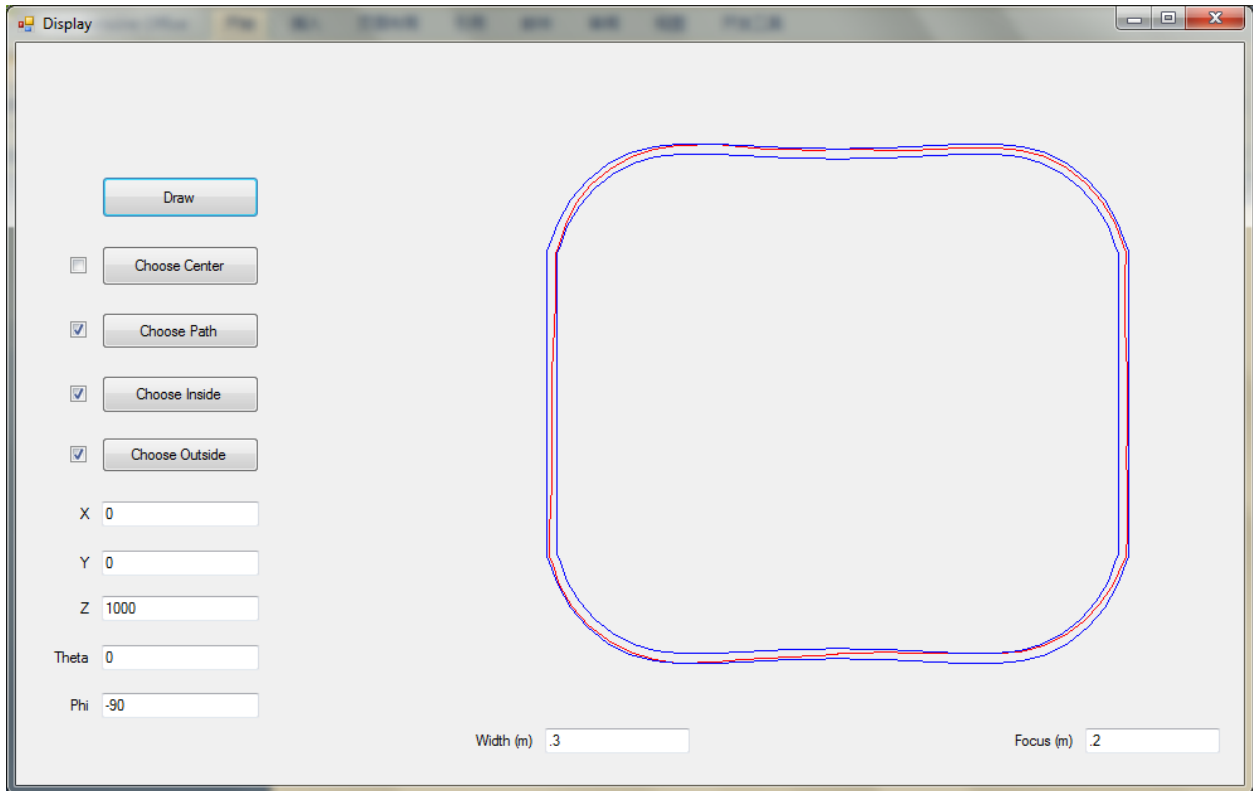 Display
Draw
Choose Center
Choose Path
Choose Inside
Choose Outside
X 0
Y 0
Z 1000
Theta 0
Phi -90
Width (m) .3
Focus (m) .2